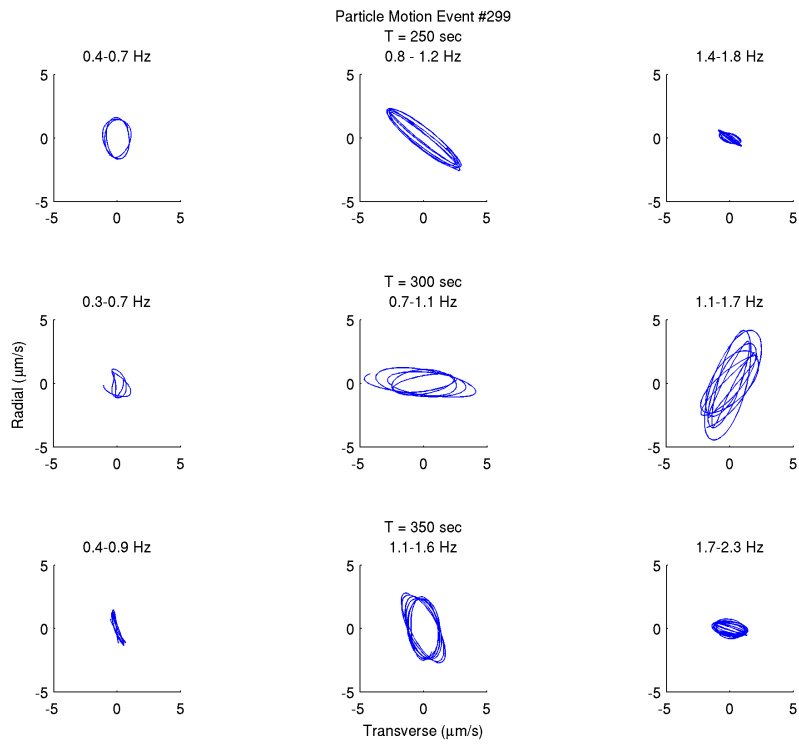 Particle Motion Event #299
T = 250 sec
0.4-0.7 Hz
0.8 - 1.2 Hz
1.4-1.8 Hz
5
0
-5
-5 0 5
5
0
-5
-5 0 5
5
0
-5
-5 0 5
T = 300 sec
0.3-0.7 Hz
0.7-1.1 Hz
1.1-1.7 Hz
Radial (μm/s)
5
0
-5
-5 0 5
5
0
-5
-5 0 5
5
0
-5
-5 0 5
T = 350 sec
0.4-0.9 Hz
1.1-1.6 Hz
1.7-2.3 Hz
5
0
-5
-5 0 5
5
0
-5
-5 0 5
5
0
-5
-5 0 5
Transverse (μm/s)